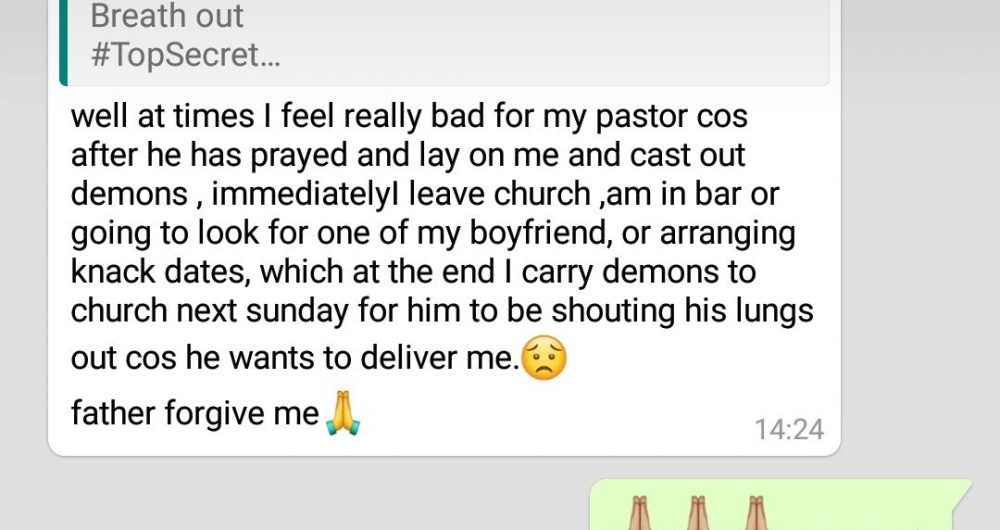 Breath out
#TopSecret...
well at times I feel really bad for my pastor cos
after he has prayed and lay on me and cast out
demons , immediatelyI leave church ,am in bar or
going to look for one of my boyfriend, or arranging
knack dates, which at the end I carry demons to
church next sunday for him to be shouting his lungs
out cos he wants to deliver me.😟
father forgive me🙏
14:24